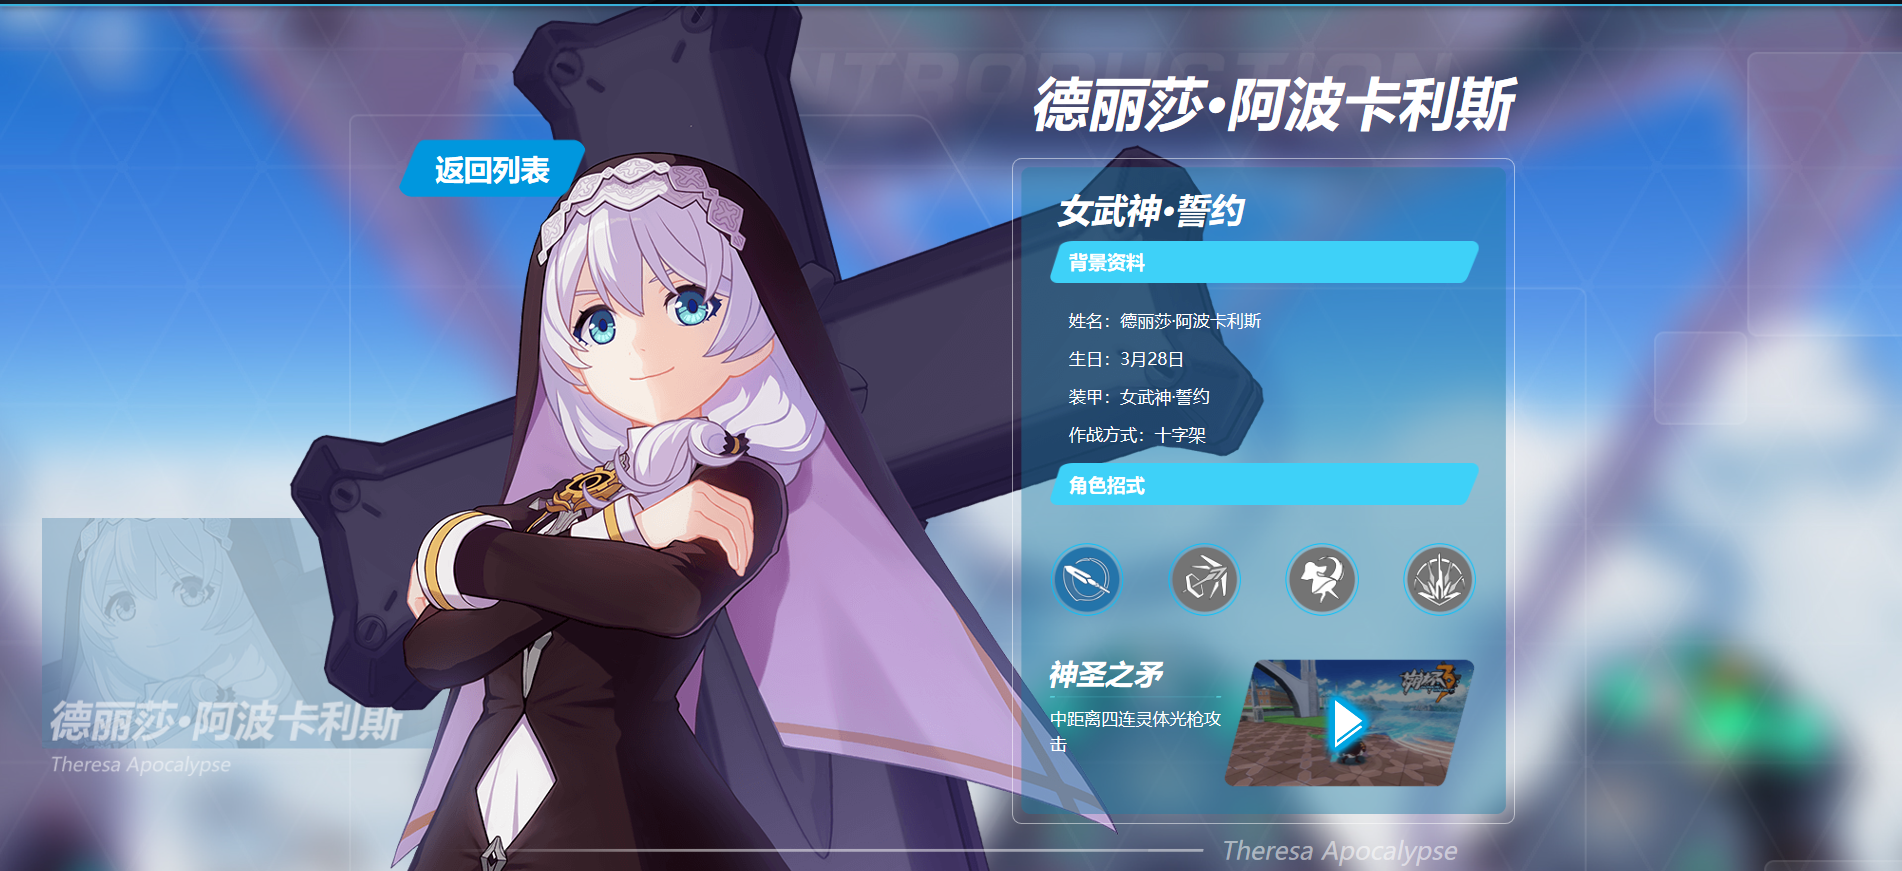 返回列表
德丽莎•阿波卡利斯
女武神•誓约
背景资料
姓名：德丽莎·阿波卡利斯
生日：3月28日
装甲：女武神·誓约
作战方式：十字架
角色招式
神圣之矛
中距离四连灵体光枪攻
击
崩坏3
德丽莎•阿波卡利斯
Theresa Apocalypse
Theresa Apocalypse